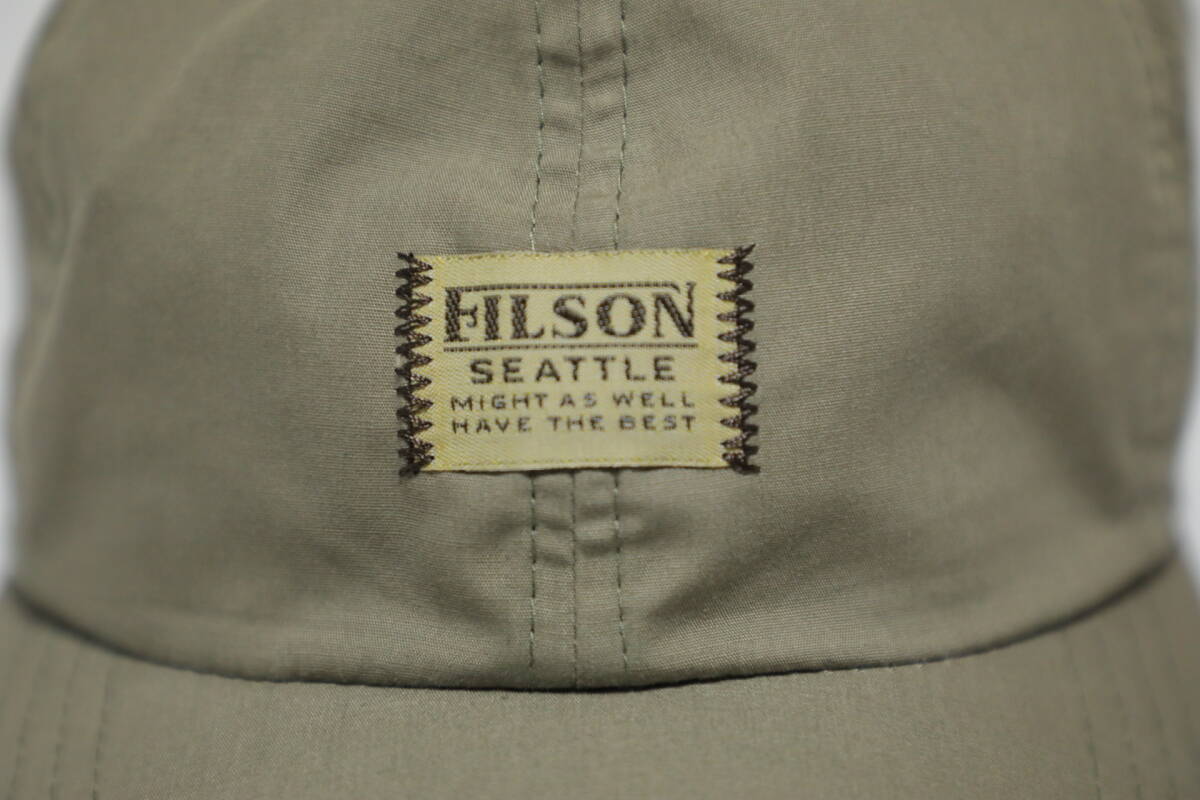 FILSON
SEATTLE
MIGHT AS WELL
HAVE THE BEST